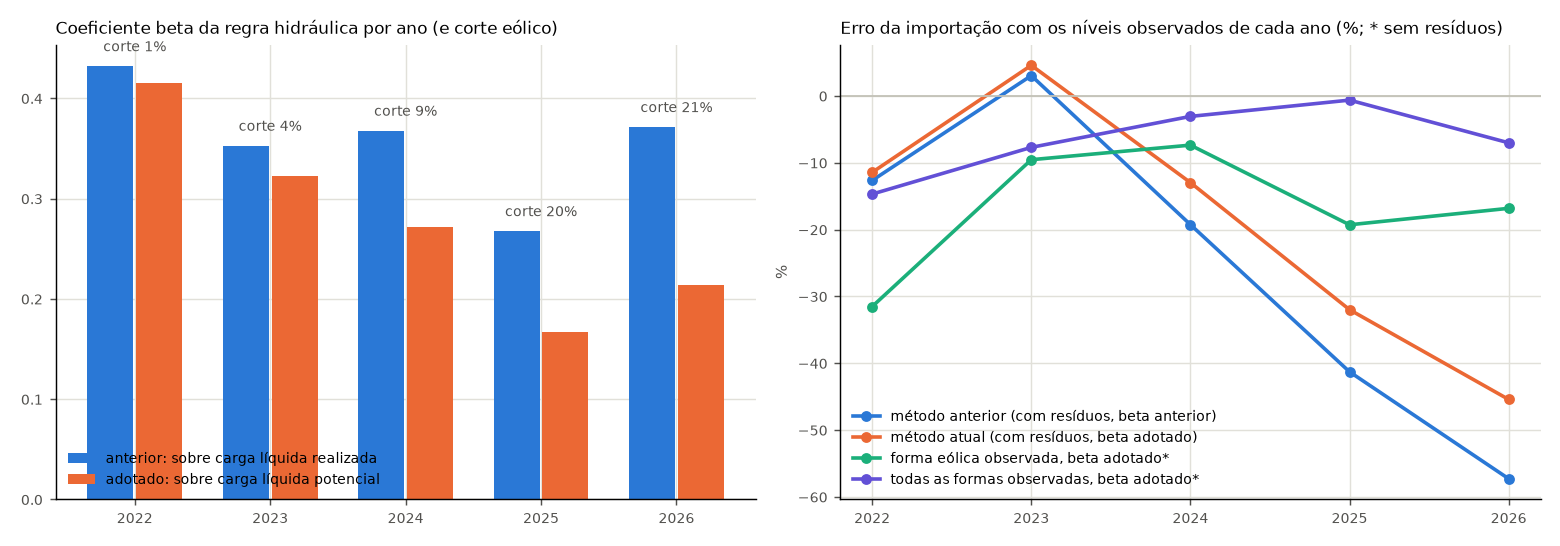 Coeficiente beta da regra hidráulica por ano (e corte eólico)
corte 1%
corte 4%
corte 9%
corte 20%
corte 21%
0.4
0.3
0.2
0.1
0.0
anterior: sobre carga líquida realizada
adotado: sobre carga líquida potencial
2022
2023
2024
2025
2026
Erro da importação com os níveis observados de cada ano (%; * sem resíduos)
%
0
−10
−20
−30
−40
−50
−60
método anterior (com resíduos, beta anterior)
método atual (com resíduos, beta adotado)
forma eólica observada, beta adotado*
todas as formas observadas, beta adotado*
2022
2023
2024
2025
2026